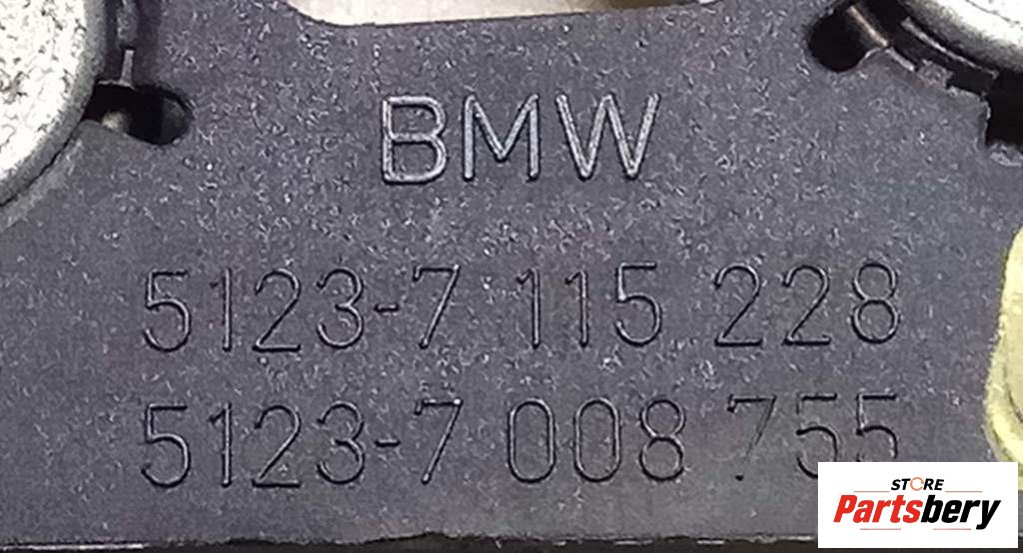 BMW
5123-7 115 228
5123-7 008 755
STORE
Partsbery